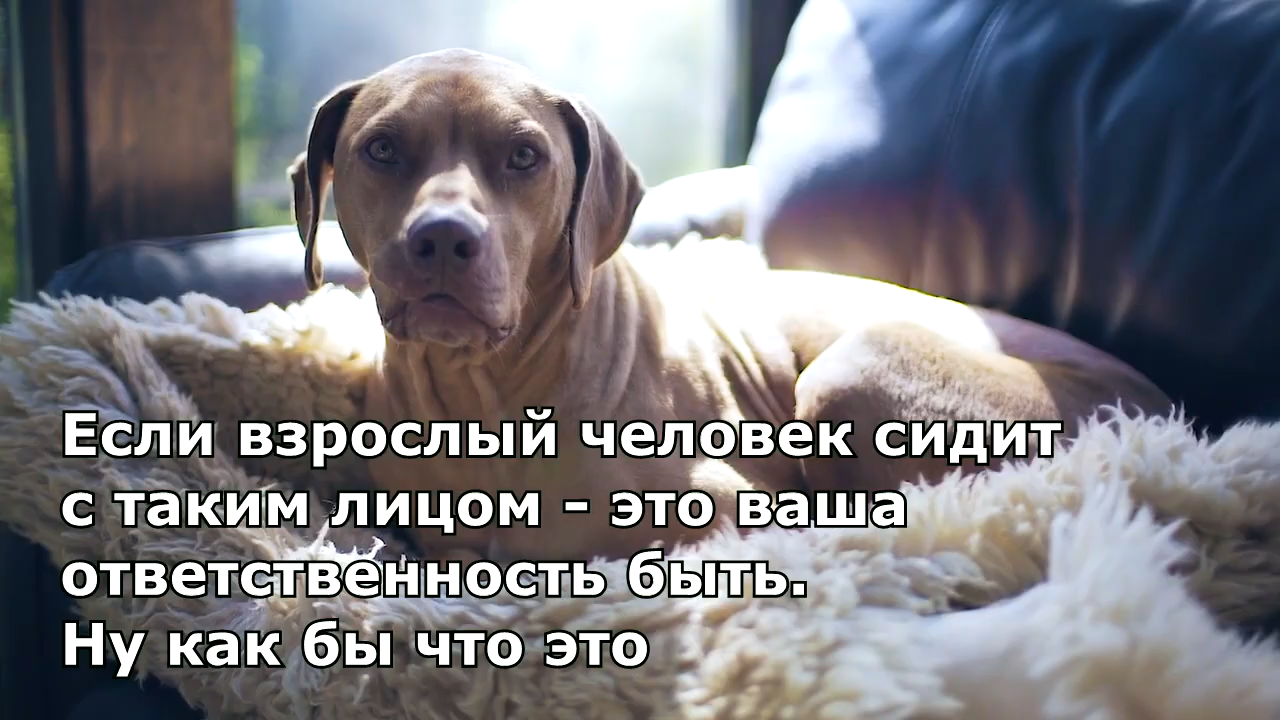 Если взрослый человек сидит
с таким лицом - это ваша
ответственность быть.
Ну как бы что это